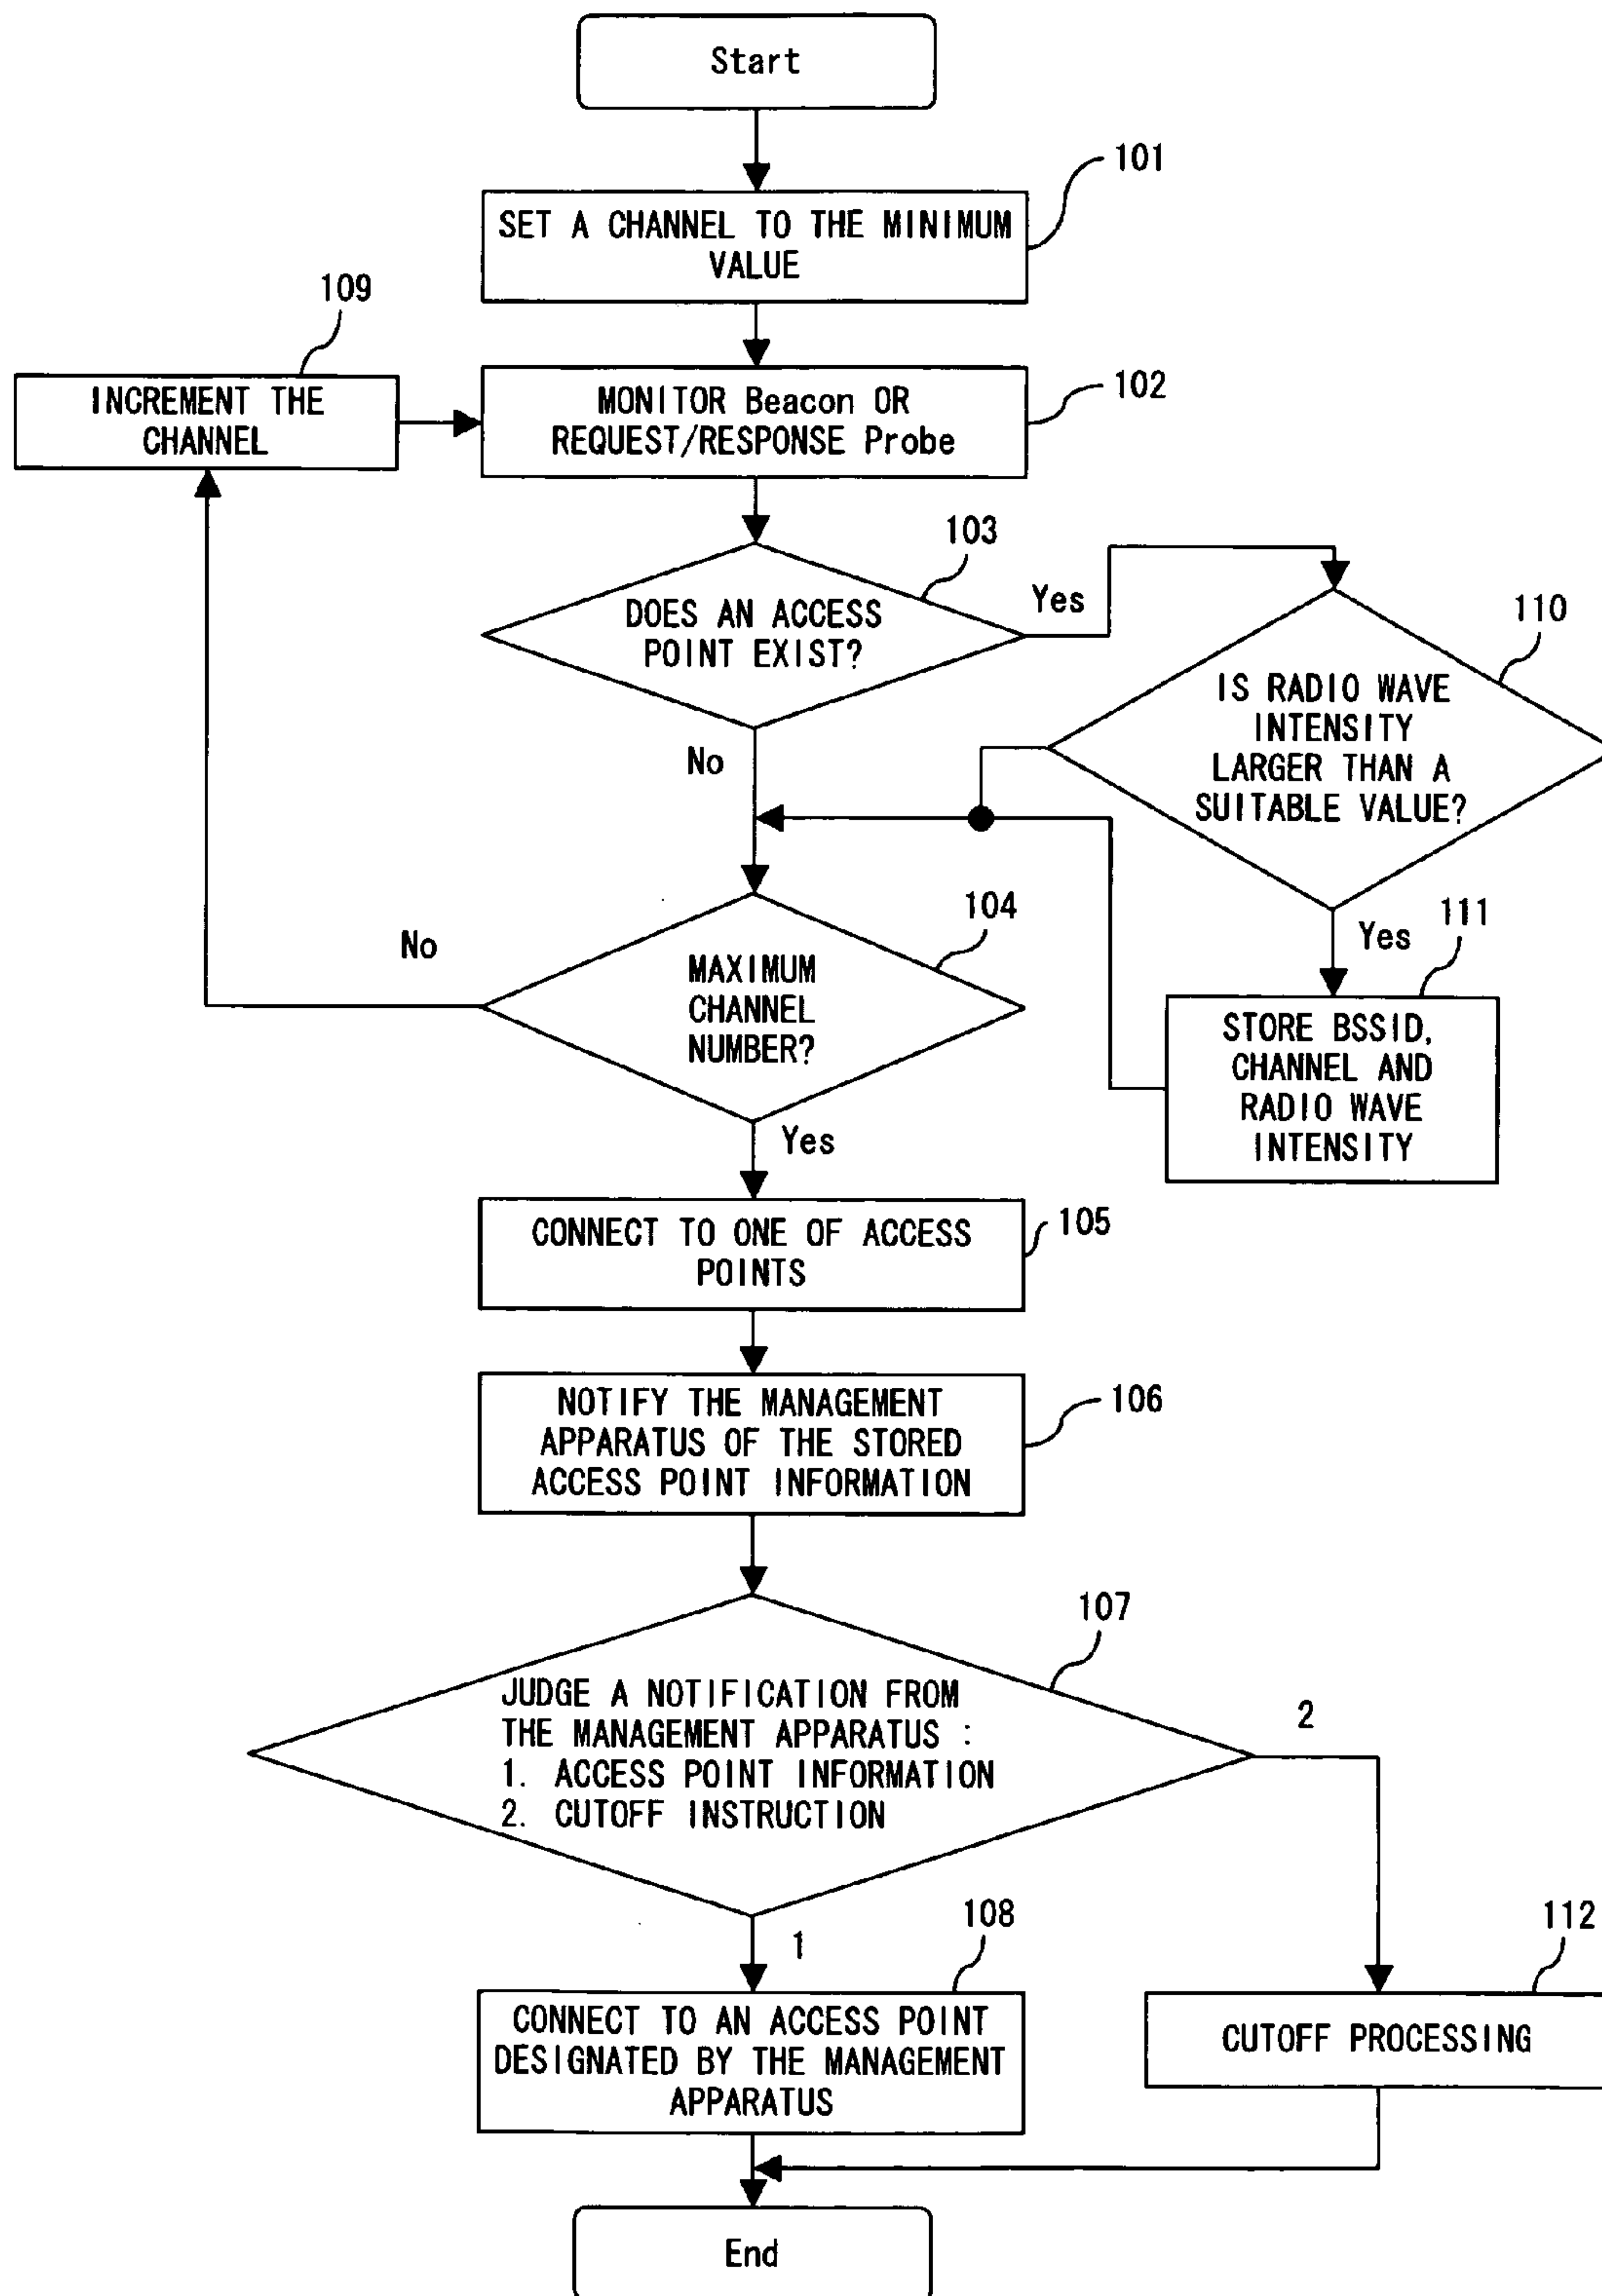 Start
101
SET A CHANNEL TO THE MINIMUM
VALUE
109
INCREMENT THE
CHANNEL
102
MONITOR Beacon OR
REQUEST/RESPONSE Probe
103
DOES AN ACCESS
POINT EXIST?
Yes
No
110
IS RADIO WAVE
INTENSITY
LARGER THAN A
SUITABLE VALUE?
Yes
111
STORE BSSID,
CHANNEL AND
RADIO WAVE
INTENSITY
104
No
MAXIMUM
CHANNEL
NUMBER?
Yes
105
CONNECT TO ONE OF ACCESS
POINTS
106
NOTIFY THE MANAGEMENT
APPARATUS OF THE STORED
ACCESS POINT INFORMATION
107
JUDGE A NOTIFICATION FROM
THE MANAGEMENT APPARATUS :
1. ACCESS POINT INFORMATION
2. CUTOFF INSTRUCTION
2
1
108
CONNECT TO AN ACCESS POINT
DESIGNATED BY THE MANAGEMENT
APPARATUS
112
CUTOFF PROCESSING
End